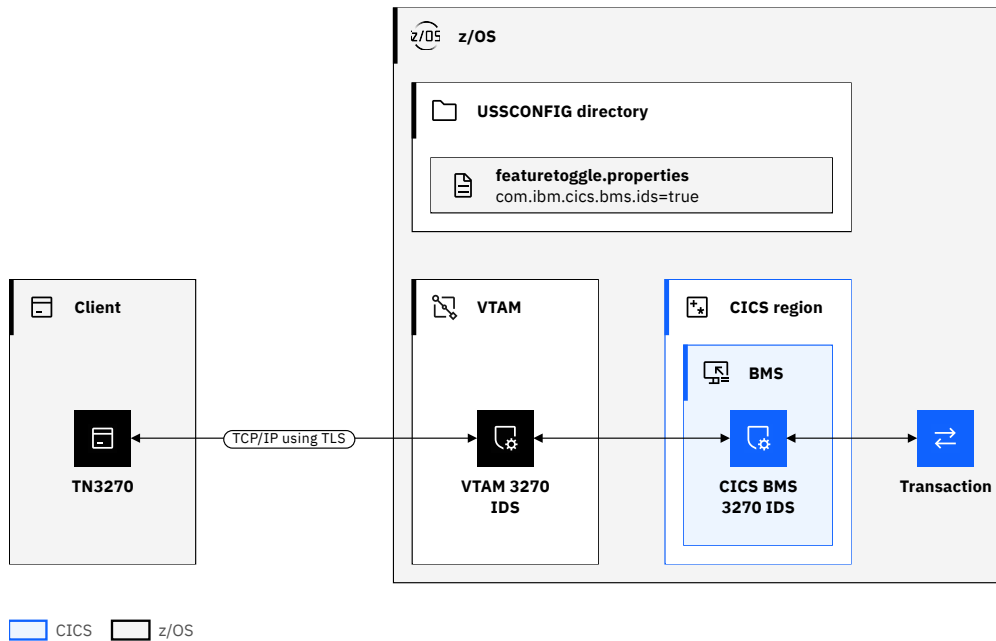 z/OS
z/OS
USSCONFIG directory
featuretoggle.properties
com.ibm.cics.bms.ids=true
Client
VTAM
CICS region
BMS
TCP/IP using TLS
TN3270
VTAM 3270
IDS
CICS BMS
3270 IDS
Transaction
CICS
z/OS